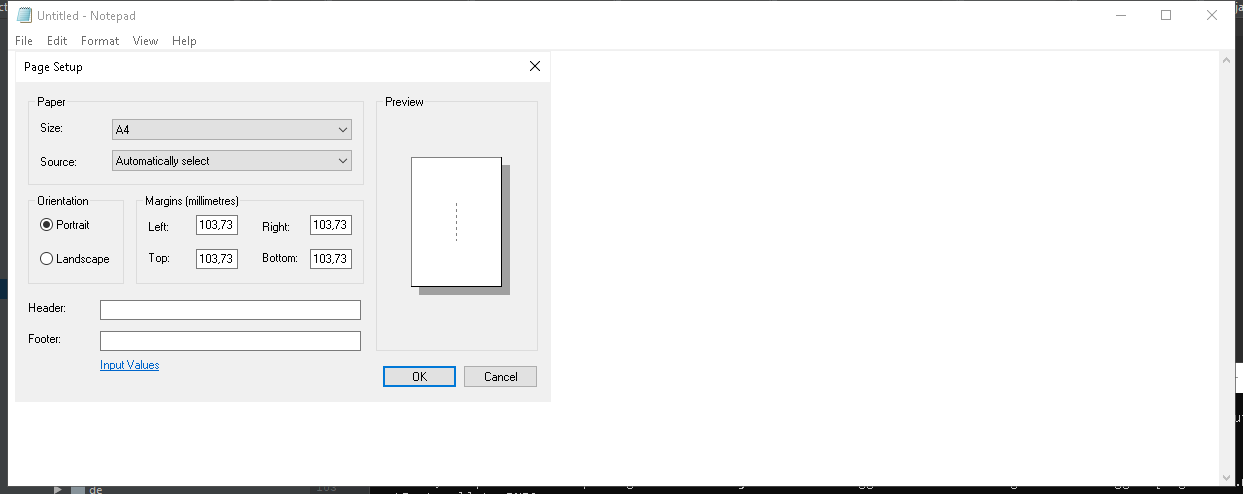 Untitled - Notepad
File Edit Format View Help
Page Setup
Paper
Size: A4
Source: Automatically select
Preview
Orientation
Portrait
Landscape
Margins (millimetres)
Left: 103,73 Right: 103,73
Top: 103,73 Bottom: 103,73
Header:
Footer:
Input Values
OK Cancel
de